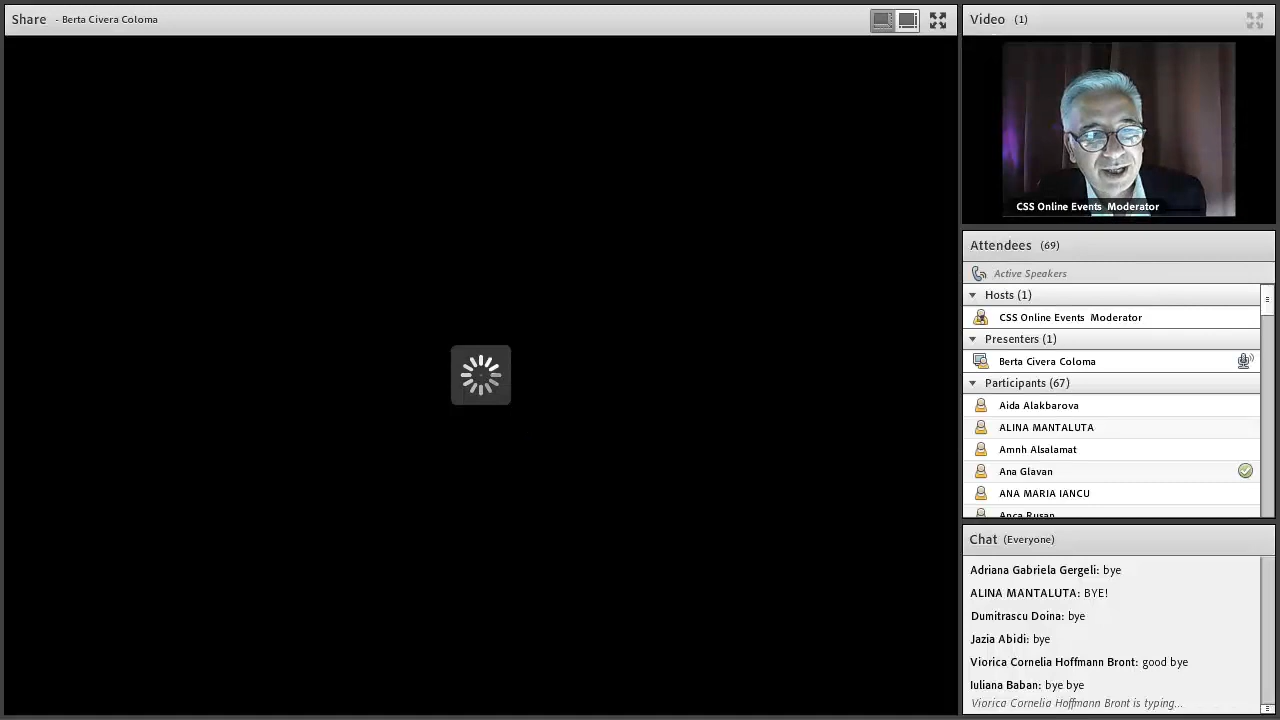 Share - Berta Civera Coloma
Video (1)
CSS Online Events Moderator
Attendees (69)
Active Speakers
Hosts (1)
CSS Online Events Moderator
Presenters (1)
Berta Civera Coloma
Participants (67)
Aida Alakbarova
ALINA MANTALUTA
Amnh Alsalamat
Ana Glavan
ANA MARIA IANCU
Anca Rusan
Chat (Everyone)
Adriana Gabriela Gergeli: bye
ALINA MANTALUTA: BYE!
Dumitrascu Doina: bye
Jazia Abidi: bye
Viorica Cornelia Hoffmann Bront: good bye
Iuliana Baban: bye bye
Viorica Cornelia Hoffmann Bront is typing...